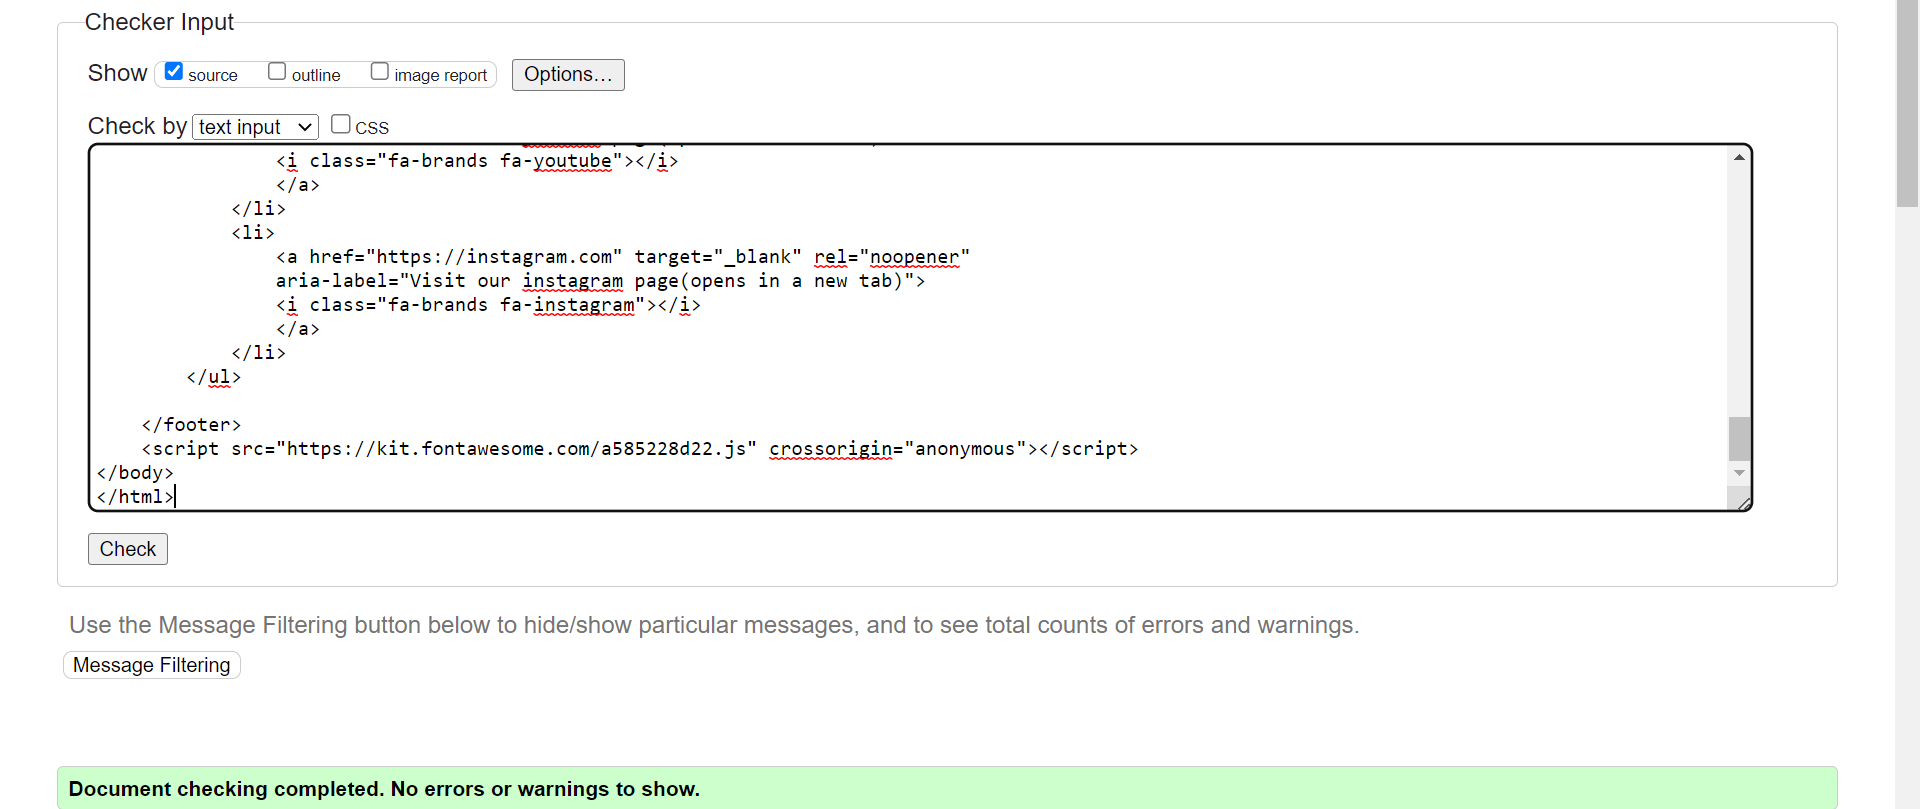 Checker Input
Show source outline image report Options...
Check by text input CSS
<i class="fa-brands fa-youtube"></i>
</a>
</li>
<li>
<a href="https://instagram.com" target="_blank" rel="noopener"
aria-label="Visit our instagram page(opens in a new tab)">
<i class="fa-brands fa-instagram"></i>
</a>
</li>
</ul>
</footer>
<script src="https://kit.fontawesome.com/a585228d22.js" crossorigin="anonymous"></script>
</body>
</html>
Check
Use the Message Filtering button below to hide/show particular messages, and to see total counts of errors and warnings.
Message Filtering
Document checking completed. No errors or warnings to show.